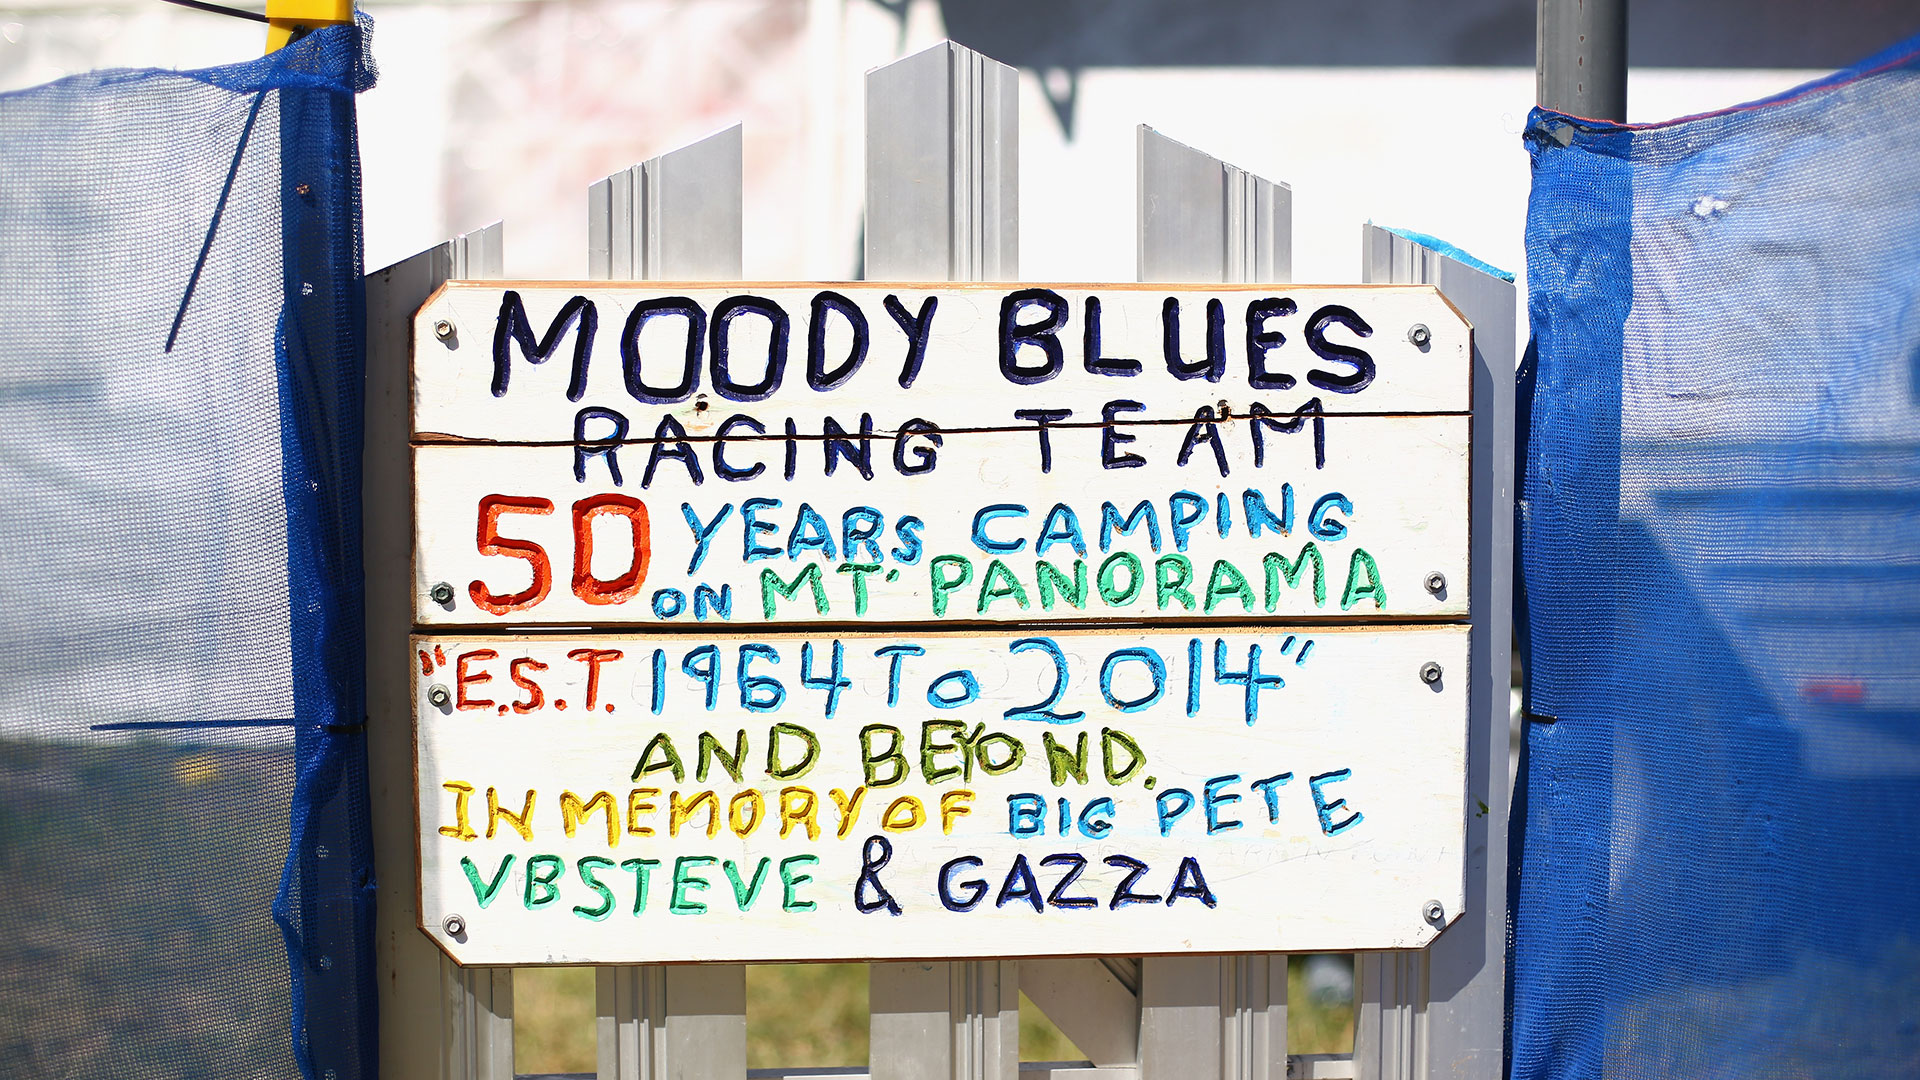 MOODY BLUES
RACING TEAM
50 YEARS CAMPING
ON MT' PANORAMA
"E.S.T. 1964 TO 2014"
AND BEYOND.
IN MEMORY OF BIG PETE
VBSTEVE & GAZZA